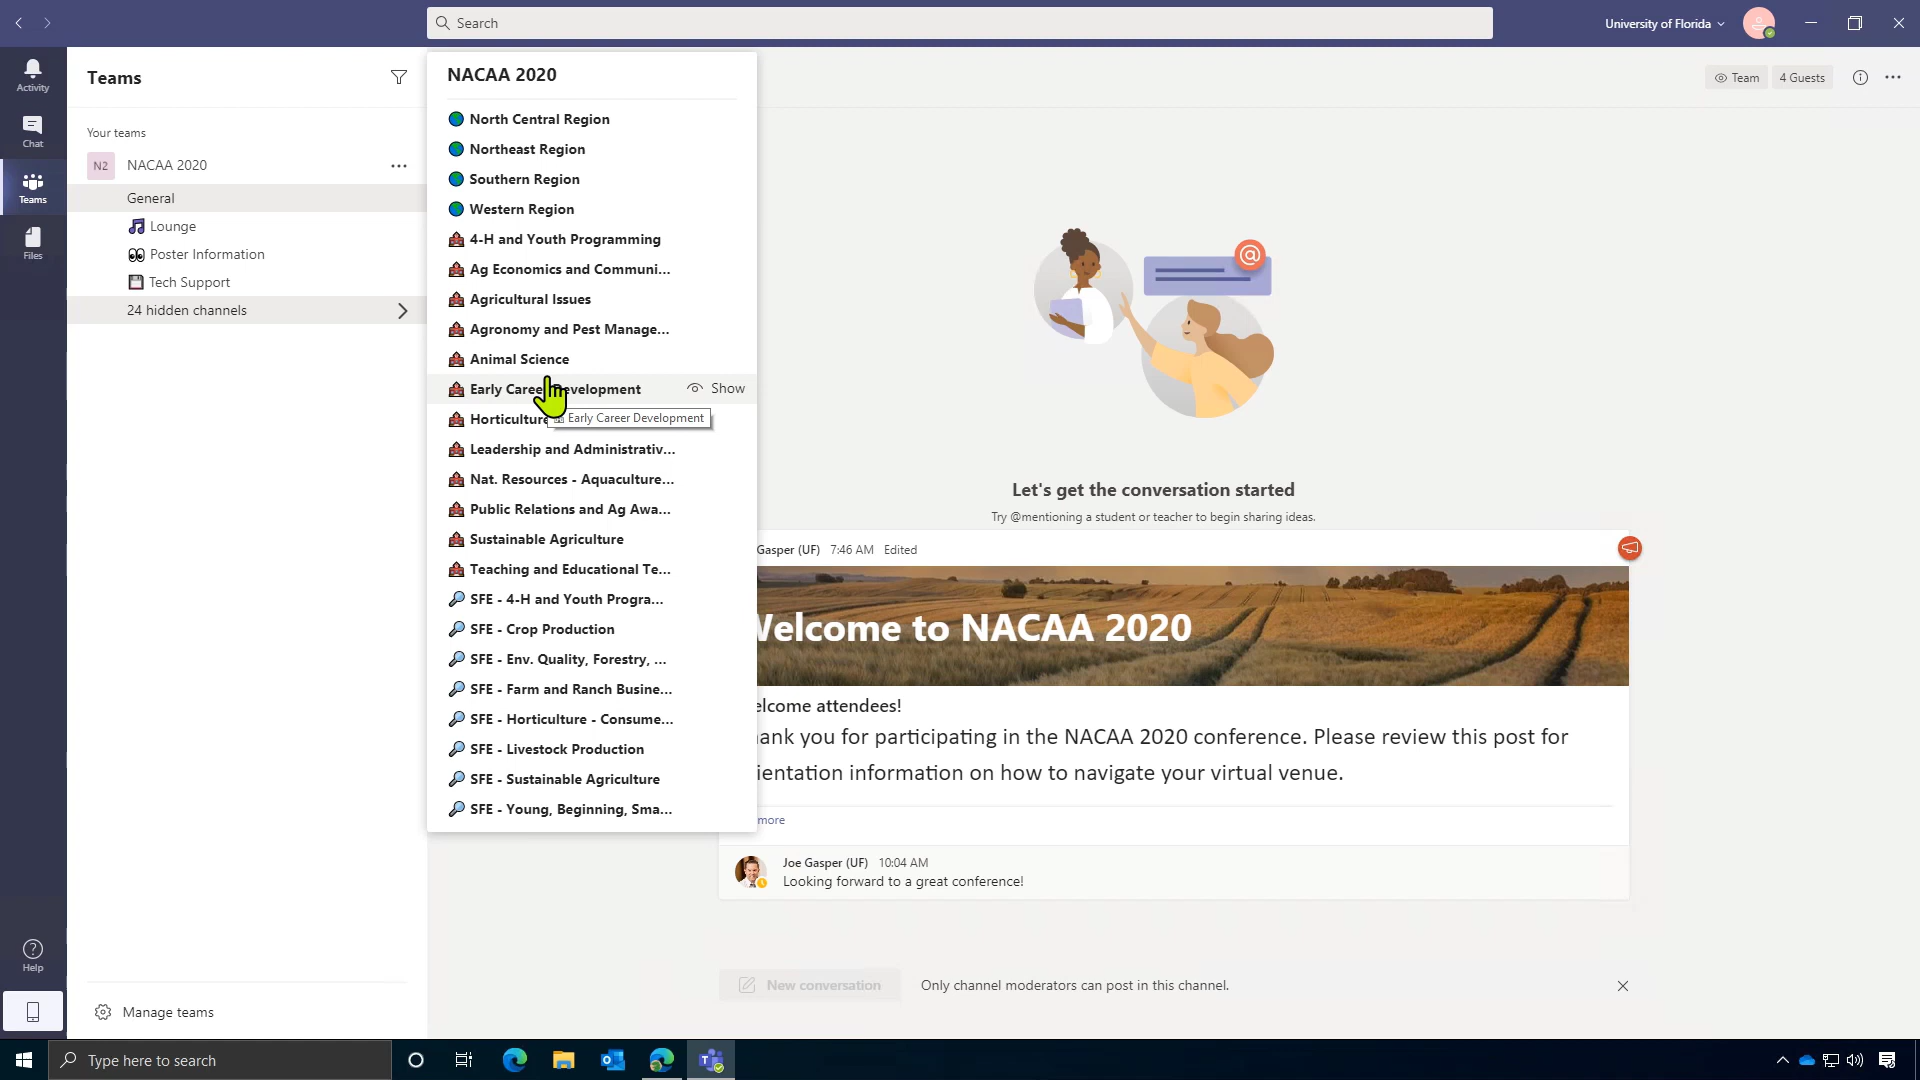 Search
University of Florida
Activity
Chat
Teams
Files
Help
Teams
Your teams
N2 NACAA 2020
General
Lounge
Poster Information
Tech Support
24 hidden channels
Manage teams
NACAA 2020
North Central Region
Northeast Region
Southern Region
Western Region
4-H and Youth Programming
Ag Economics and Communi...
Agricultural Issues
Agronomy and Pest Manage...
Animal Science
Early Career Development Show
Early Career Development
Horticulture
Leadership and Administrativ...
Nat. Resources - Aquaculture...
Public Relations and Ag Awa...
Sustainable Agriculture
Teaching and Educational Te...
SFE - 4-H and Youth Progra...
SFE - Crop Production
SFE - Env. Quality, Forestry, ...
SFE - Farm and Ranch Busine...
SFE - Horticulture - Consume...
SFE - Livestock Production
SFE - Sustainable Agriculture
SFE - Young, Beginning, Sma...
Team 4 Guests
@
Let's get the conversation started
Try @mentioning a student or teacher to begin sharing ideas.
Gasper (UF) 7:46 AM Edited
Welcome to NACAA 2020
elcome attendees!
ank you for participating in the NACAA 2020 conference. Please review this post for
ientation information on how to navigate your virtual venue.
more
Joe Gasper (UF) 10:04 AM
Looking forward to a great conference!
New conversation
Only channel moderators can post in this channel.
Type here to search